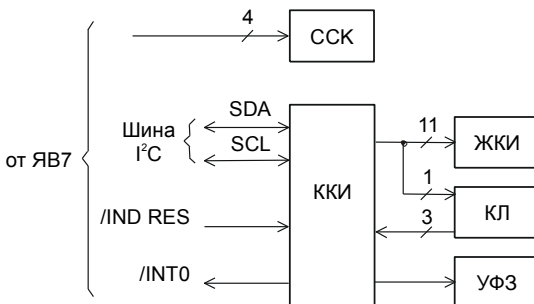 4
ССК
SDA
Шина
I²C
SCL
11
ЖКИ
от ЯВ7
ККИ
1
КЛ
/IND RES
3
/INT0
УФЗ